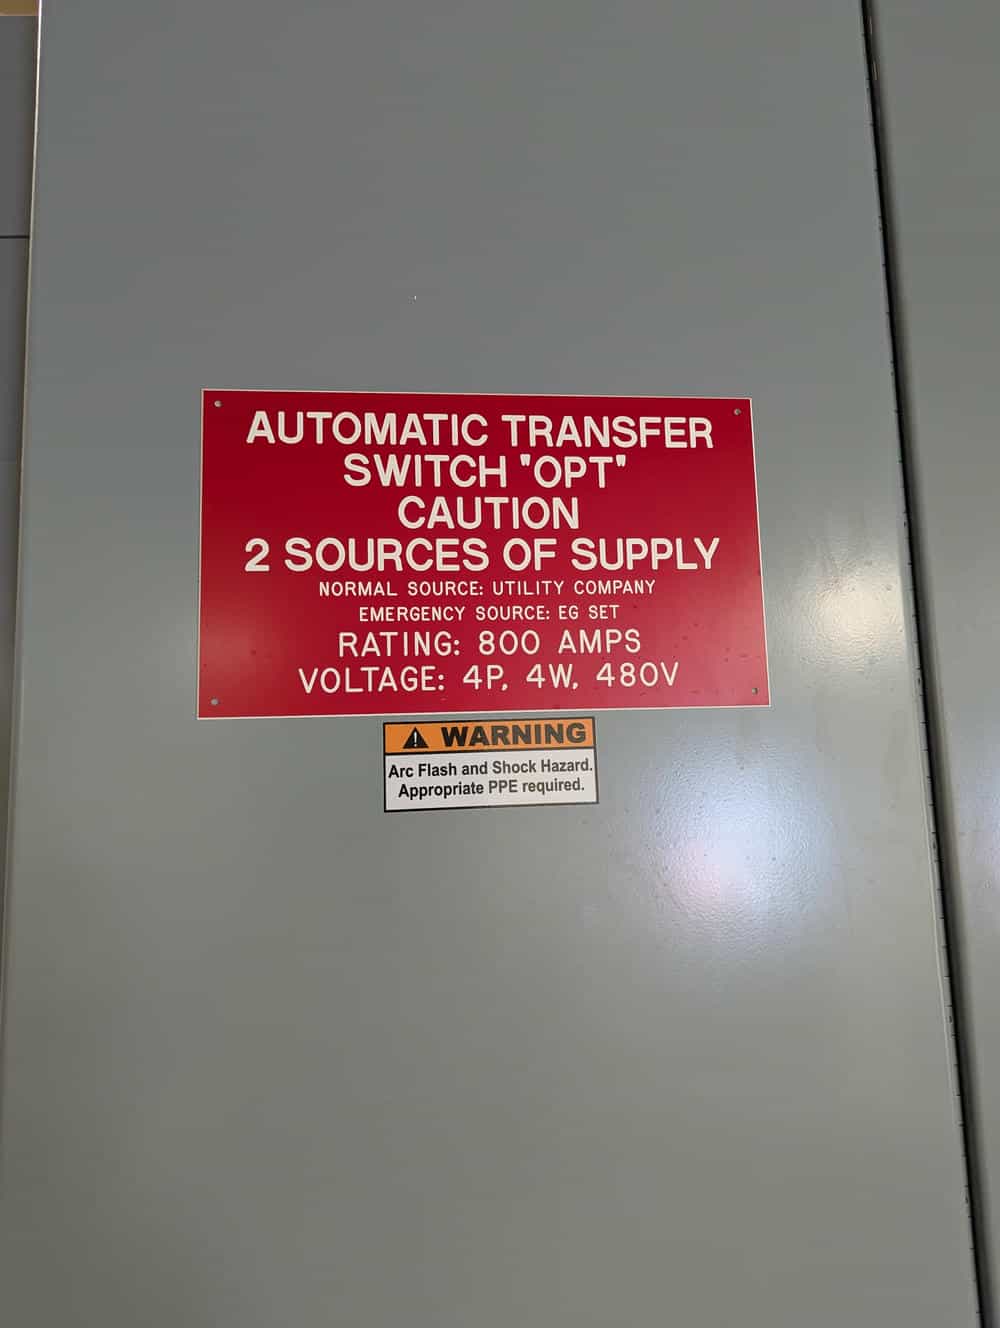 AUTOMATIC TRANSFER
SWITCH "OPT"
CAUTION
2 SOURCES OF SUPPLY
NORMAL SOURCE: UTILITY COMPANY
EMERGENCY SOURCE: EG SET
RATING: 800 AMPS
VOLTAGE: 4P, 4W, 480V
WARNING
Arc Flash and Shock Hazard.
Appropriate PPE required.